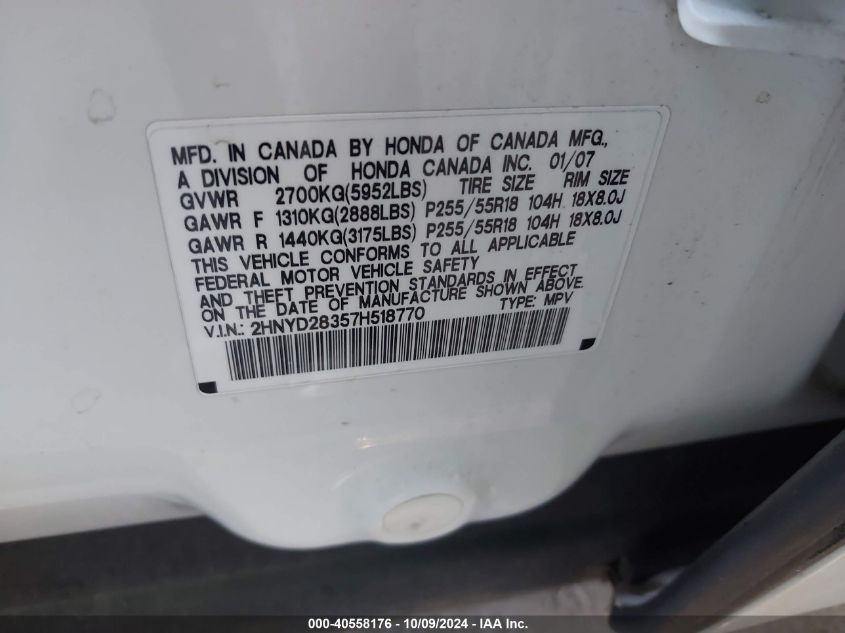 MFD. IN CANADA BY HONDA OF CANADA MFG.,
A DIVISION OF HONDA CANADA INC. 01/07
GVWR 2700KG(5952LBS) TIRE SIZE RIM SIZE
GAWR F 1310KG(2888LBS) P255/55R18 104H 18X8.0J
GAWR R 1440KG(3175LBS) P255/55R18 104H 18X8.0J
THIS VEHICLE CONFORMS TO ALL APPLICABLE
FEDERAL MOTOR VEHICLE SAFETY
AND THEFT PREVENTION STANDARDS IN EFFECT
ON THE DATE OF MANUFACTURE SHOWN ABOVE.
V.I.N.: 2HNYD28357H518770 TYPE: MPV
000-40558176 - 10/09/2024 - IAA Inc.